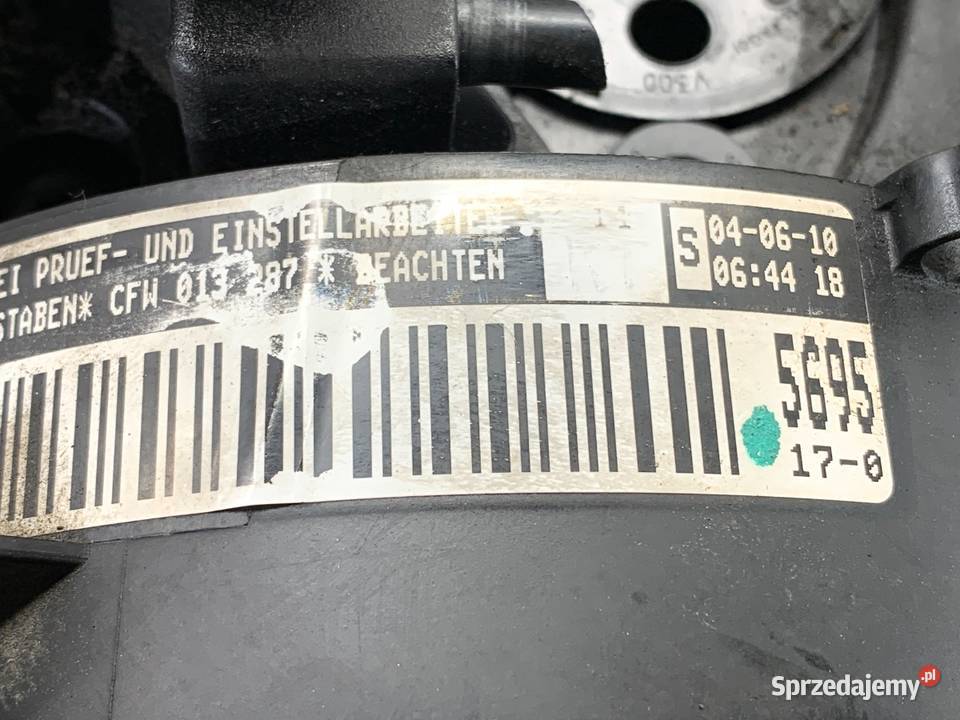 V300
EI PRUEF- UND EINSTELLARBEITEN
STABEN* CFW 013 287 * BEACHTEN
S
04-06-10
06:44 18
5695
17-0
Sprzedajemy.pl